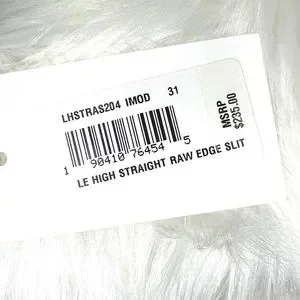 LHSTRAS204 IMOD 31
1 90410 76454 5
LE HIGH STRAIGHT RAW EDGE SLIT
MSRP
$235.00